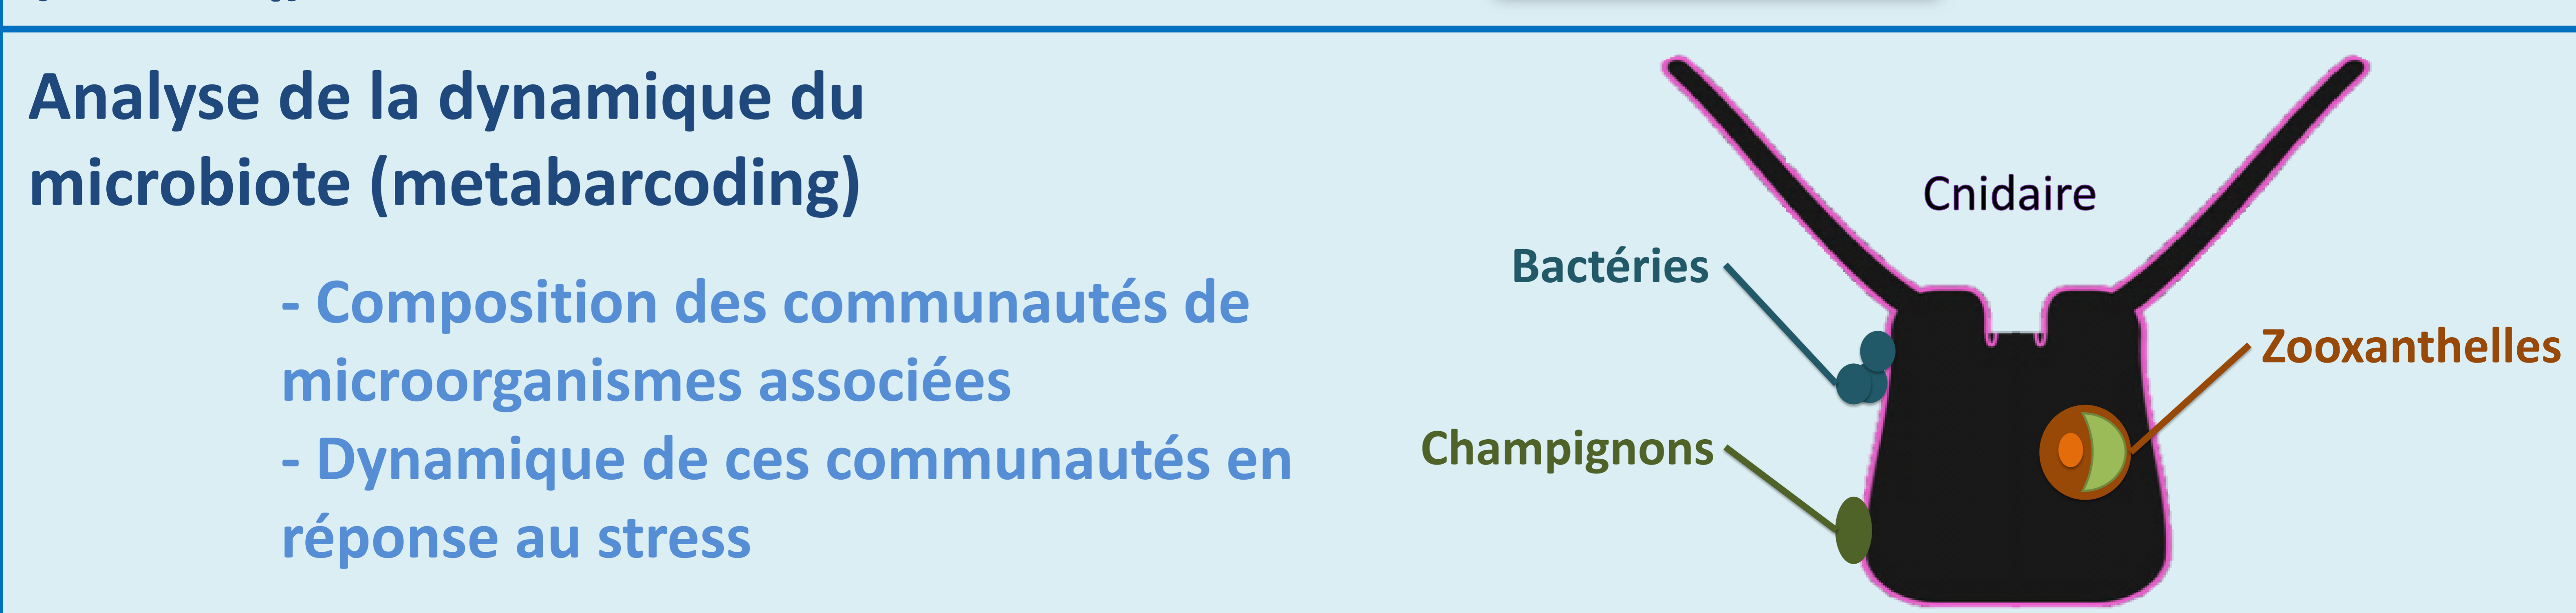 Analyse de la dynamique du
microbiote (metabarcoding)
- Composition des communautés de
microorganismes associées
- Dynamique de ces communautés en
réponse au stress
Cnidaire
Bactéries
Zooxanthelles
Champignons